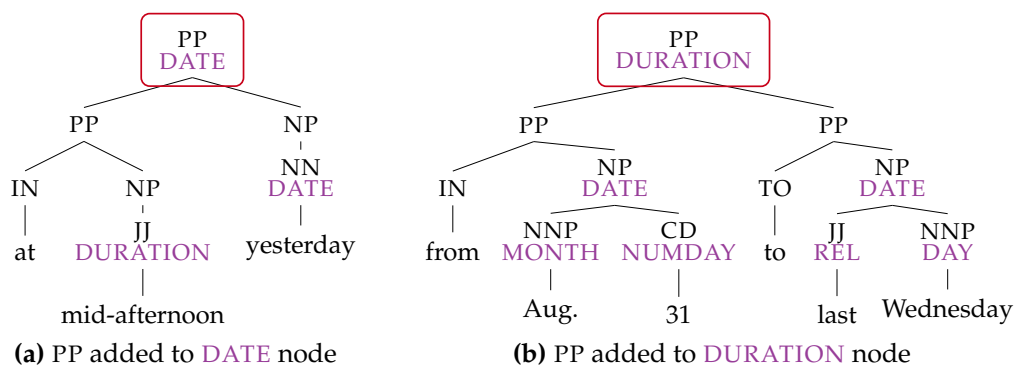 PP PP
DATE DURATION
PP NP PP PP
IN NP NN DATE IN NP DATE TO NP DATE
at JJ DURATION yesterday from NNP MONTH CD NUMDAY to JJ REL NNP DAY
mid-afternoon Aug. 31 last Wednesday
(a) PP added to DATE node (b) PP added to DURATION node